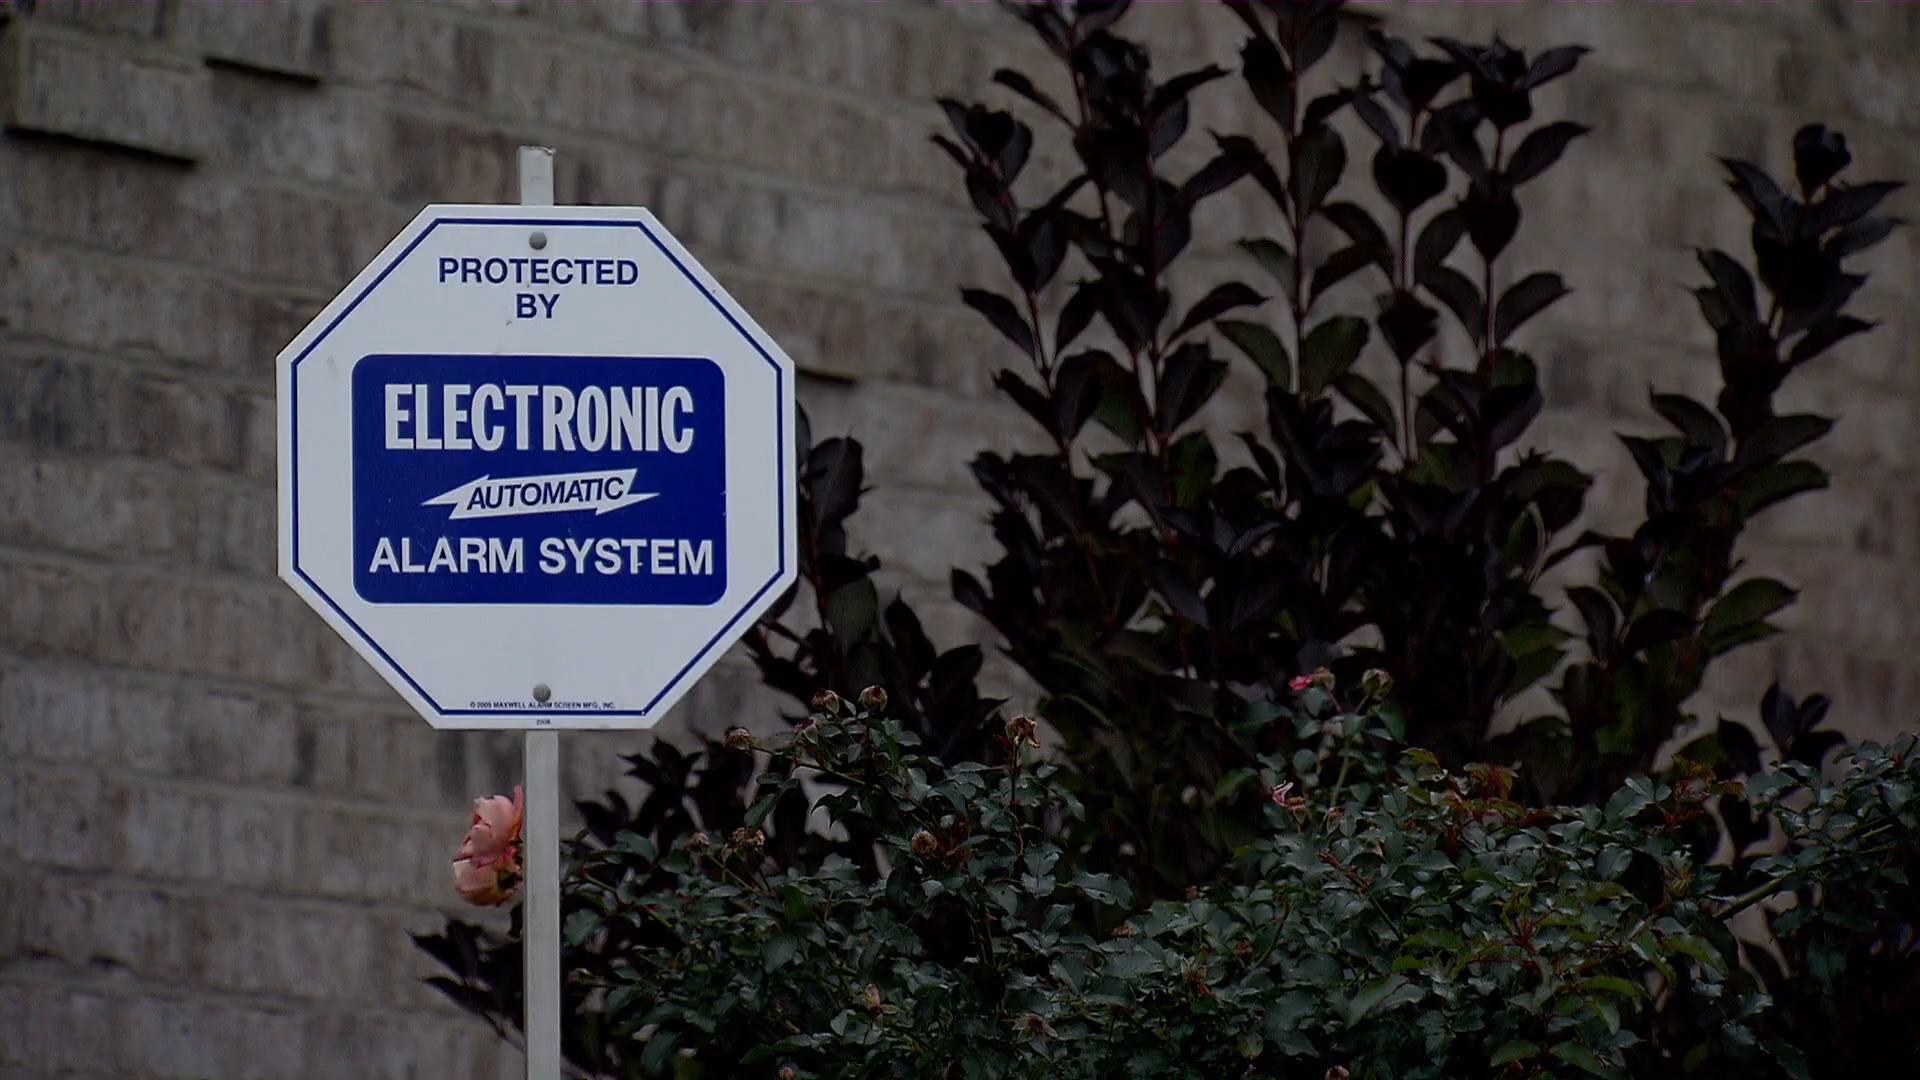 PROTECTED
BY
ELECTRONIC
AUTOMATIC
ALARM SYSTEM
© 2005 MAXWELL ALARM SCREEN MFG., INC.